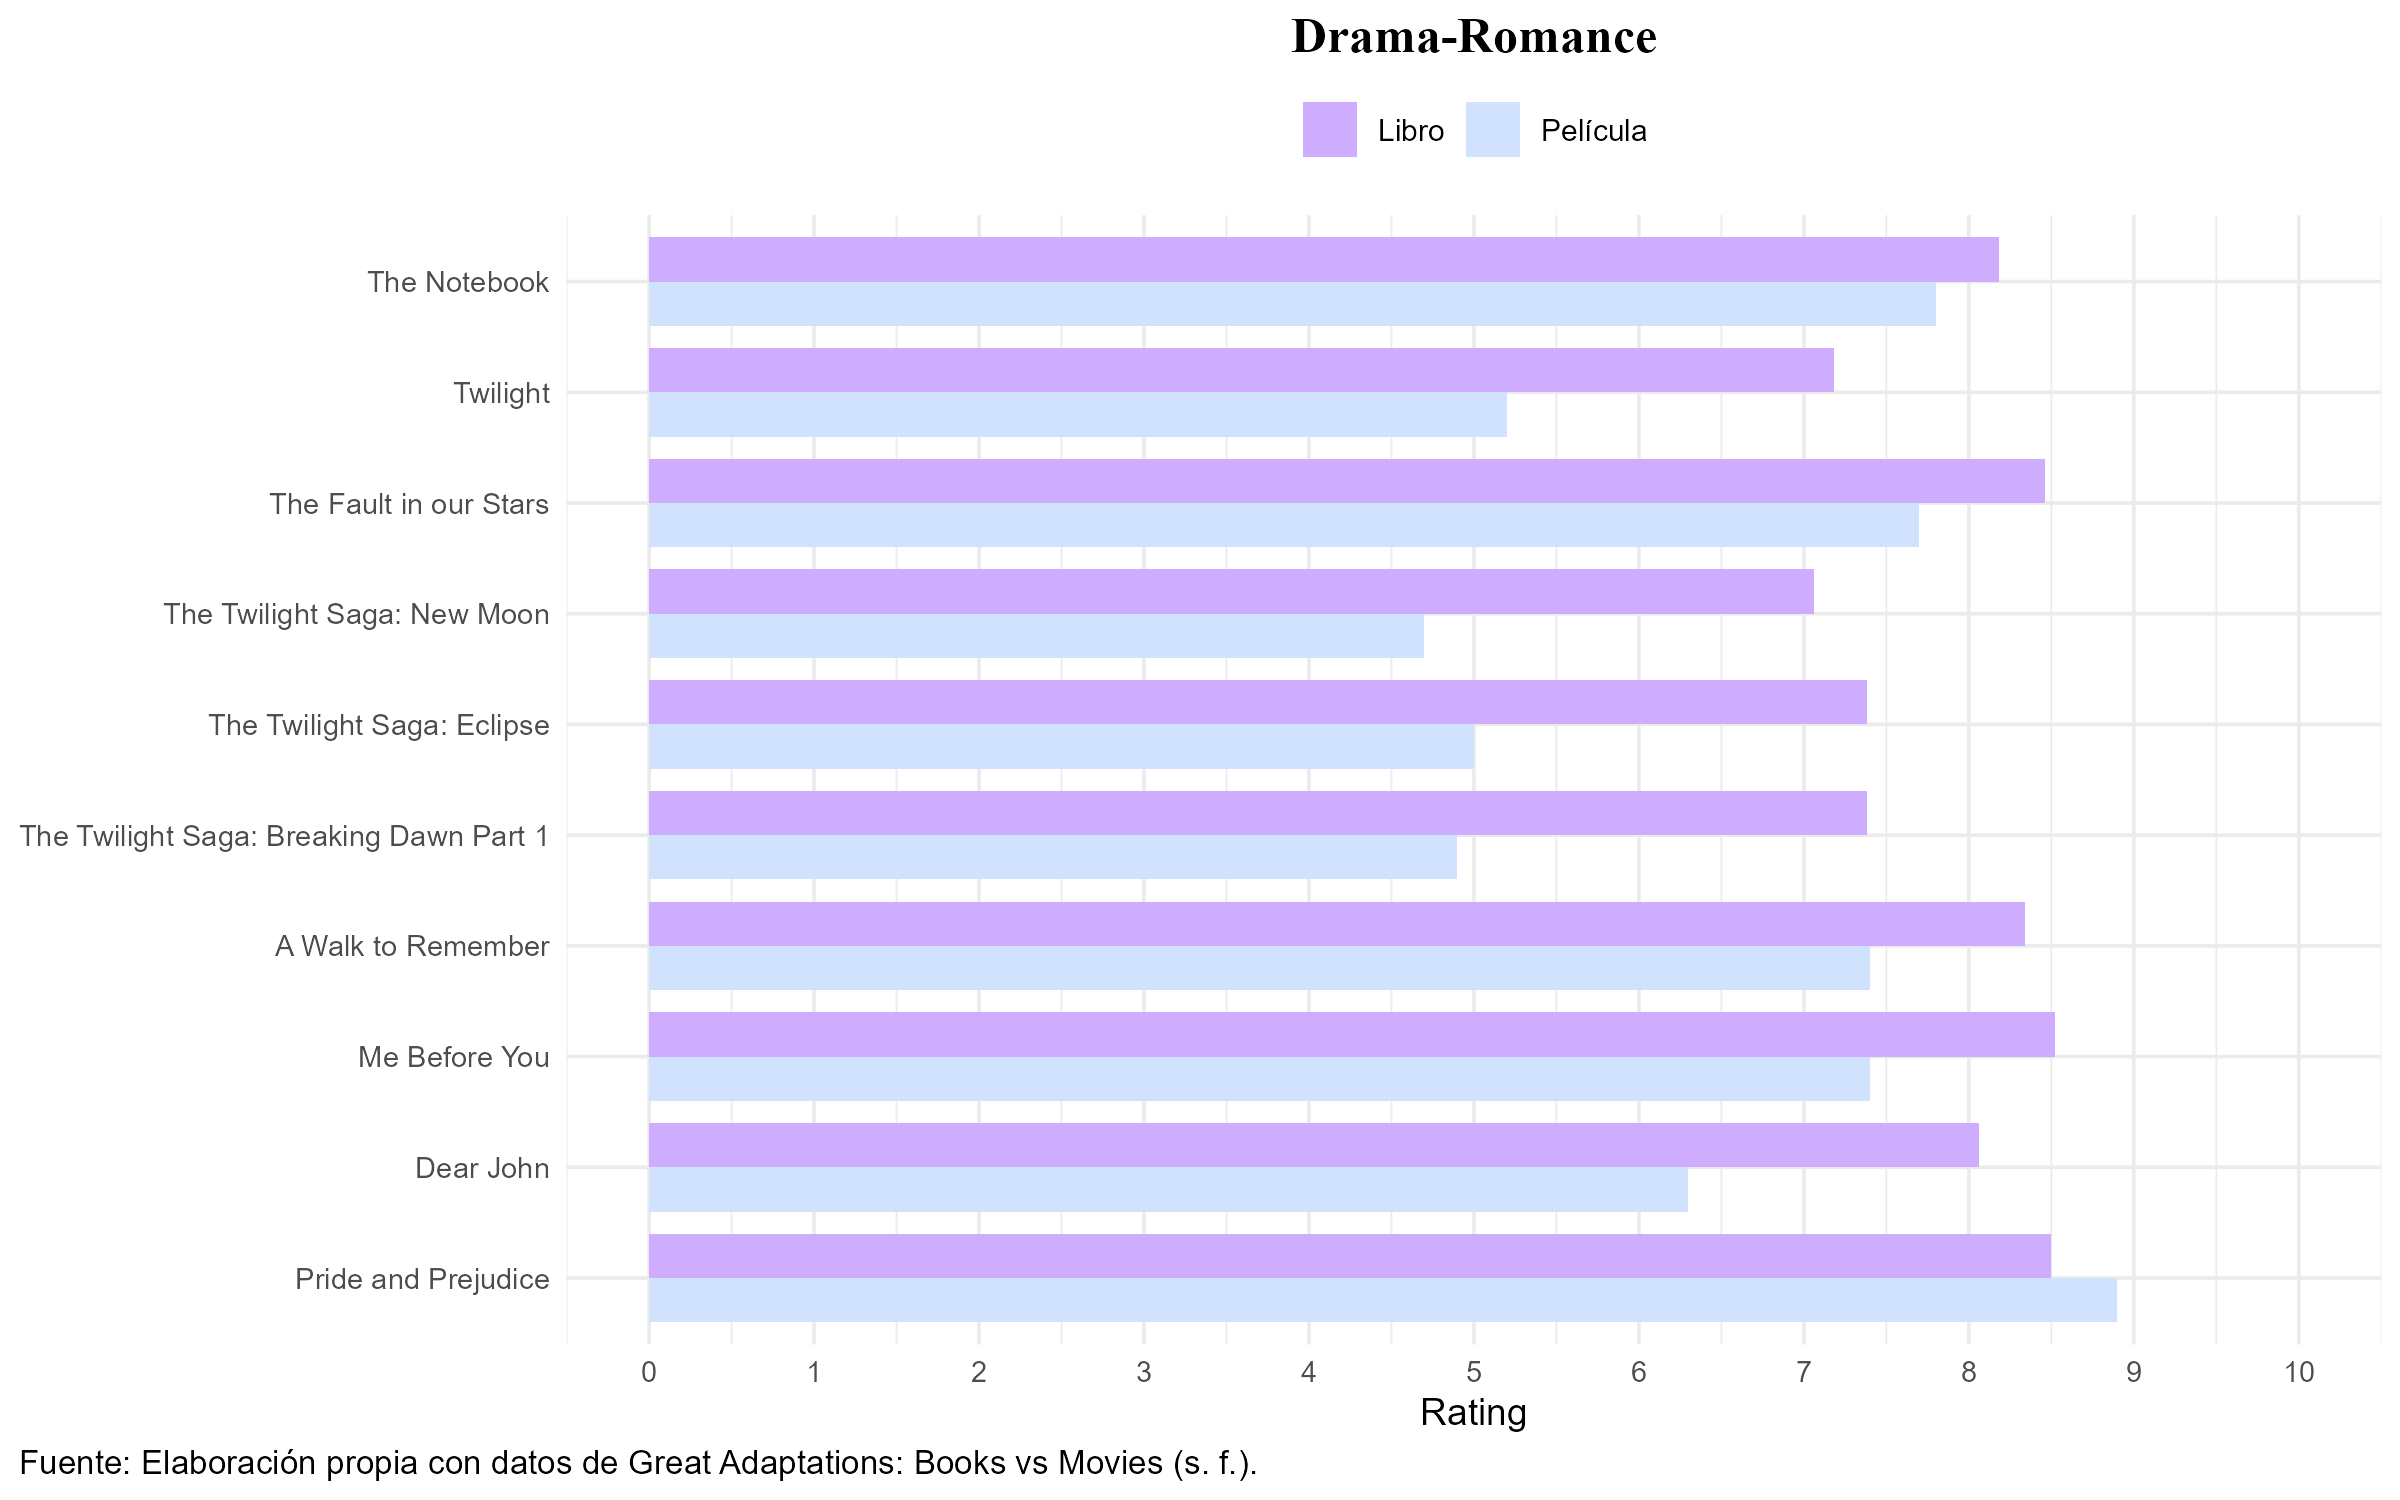 Drama-Romance
Libro Película
The Notebook
Twilight
The Fault in our Stars
The Twilight Saga: New Moon
The Twilight Saga: Eclipse
The Twilight Saga: Breaking Dawn Part 1
A Walk to Remember
Me Before You
Dear John
Pride and Prejudice
0 1 2 3 4 5 6 7 8 9 10
Rating
Fuente: Elaboración propia con datos de Great Adaptations: Books vs Movies (s. f.).